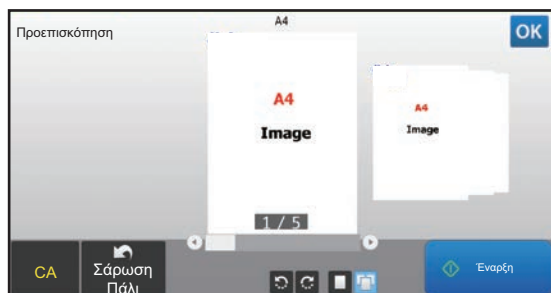 Προεπισκόπηση
A4
OK
A4
Image
A4
Image
1 / 5
CA
Σάρωση
Πάλι
Έναρξη